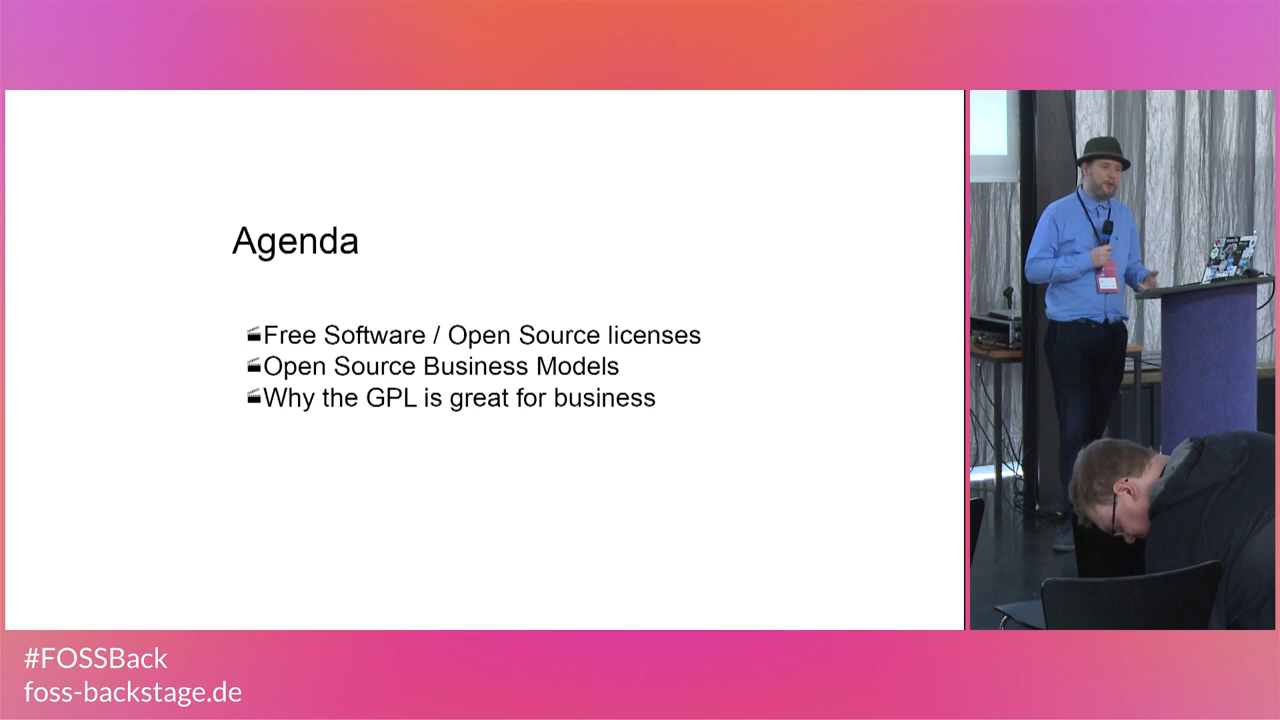 Agenda
Free Software / Open Source licenses
Open Source Business Models
Why the GPL is great for business
#FOSSBack
foss-backstage.de